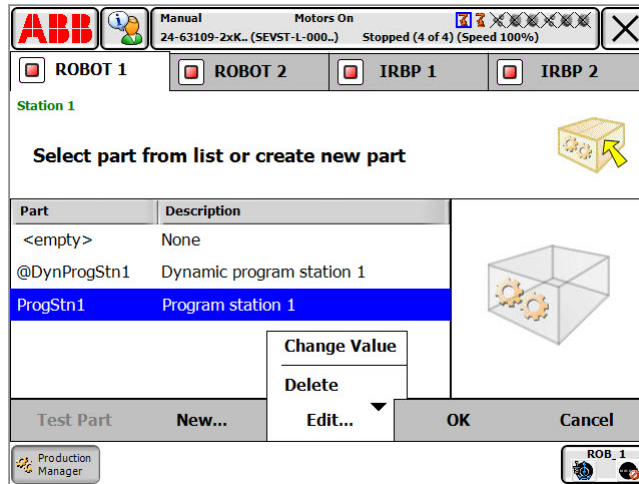 ABB
Manual Motors On
24-63109-2xK.. (SEVST-L-000..) Stopped (4 of 4) (Speed 100%)
ROBOT 1 ROBOT 2 IRBP 1 IRBP 2
Station 1
Select part from list or create new part
Part Description
<empty> None
@DynProgStn1 Dynamic program station 1
ProgStn1 Program station 1
Change Value
Delete
Test Part New... Edit... OK Cancel
Production
Manager
ROB_1